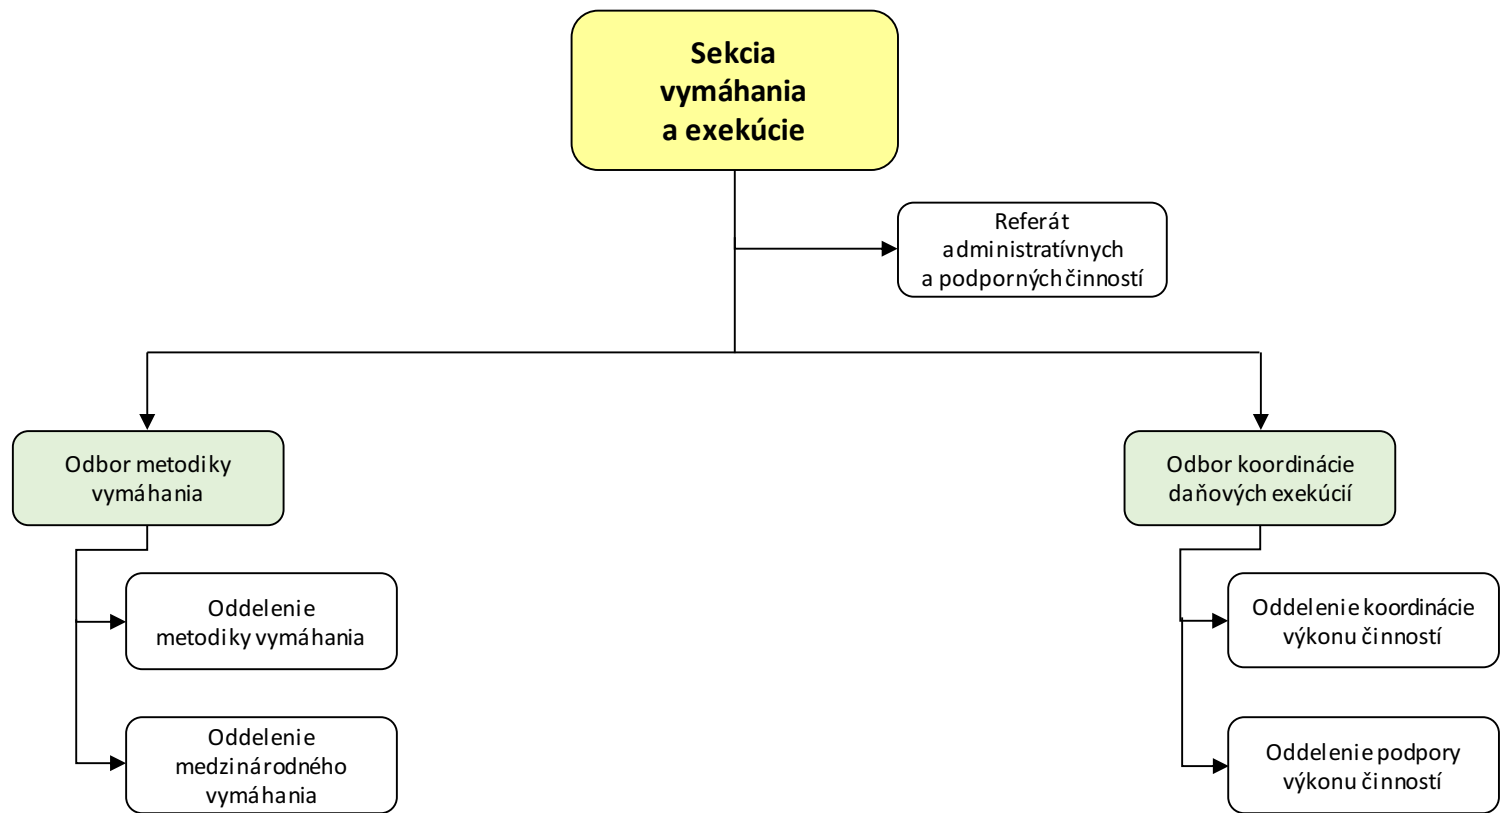 Sekcia
vymáhania
a exekúcie
Referát
administratívnych
a podporných činností
Odbor metodiky
vymáhania
Odbor koordinácie
daňových exekúcií
Oddelenie
metodiky vymáhania
Oddelenie koordinácie
výkonu činností
Oddelenie
medzinárodného
vymáhania
Oddelenie podpory
výkonu činností